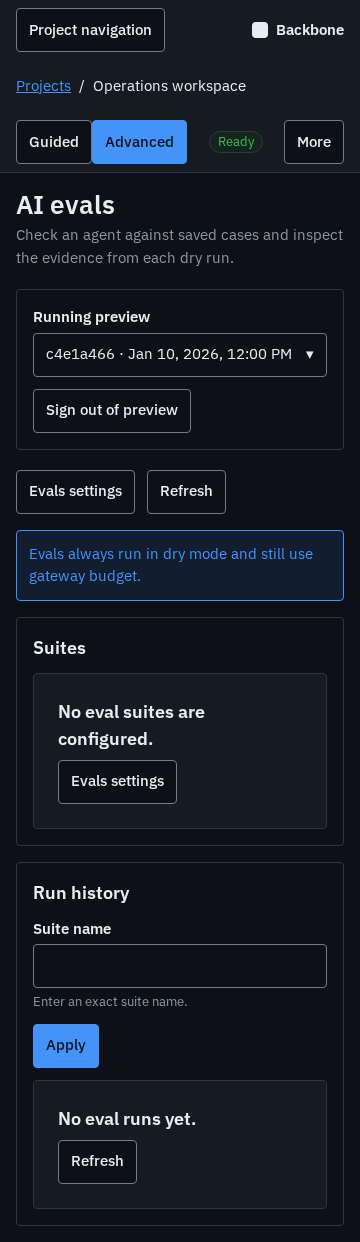 Project navigation
Backbone
Projects / Operations workspace
Guided
Advanced
Ready
More
AI evals
Check an agent against saved cases and inspect
the evidence from each dry run.
Running preview
c4e1a466 · Jan 10, 2026, 12:00 PM ▾
Sign out of preview
Evals settings
Refresh
Evals always run in dry mode and still use
gateway budget.
Suites
No eval suites are
configured.
Evals settings
Run history
Suite name
Enter an exact suite name.
Apply
No eval runs yet.
Refresh